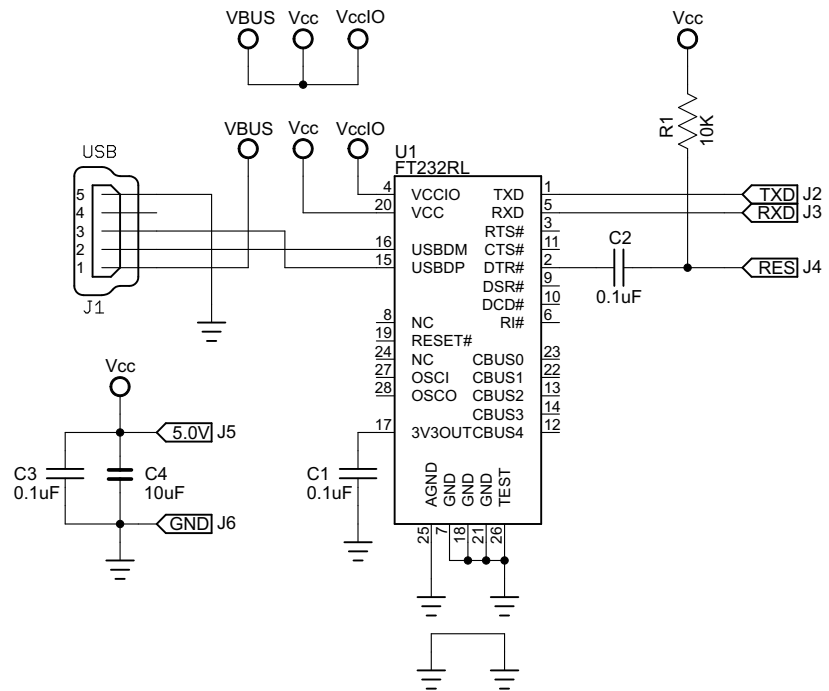 VBUS Vcc VccIO
Vcc
R1
10K
VBUS Vcc VccIO
USB
5
4
3
2
1
J1
U1
FT232RL
4 VCCIO TXD 1
20 VCC RXD 5
RTS# 3
16 USBDM CTS# 11
15 USBDP DTR# 2
DSR# 9
DCD# 10
8 NC RI# 6
19 RESET#
24 NC CBUS0 23
27 OSCI CBUS1 22
28 OSCO CBUS2 13
CBUS3 14
17 3V3OUT CBUS4 12
AGND
GND
GND
GND
TEST
25
7
18
21
26
TXD J2
RXD J3
C2
0.1uF
RES J4
Vcc
5.0V J5
C3
0.1uF
C4
10uF
GND J6
C1
0.1uF